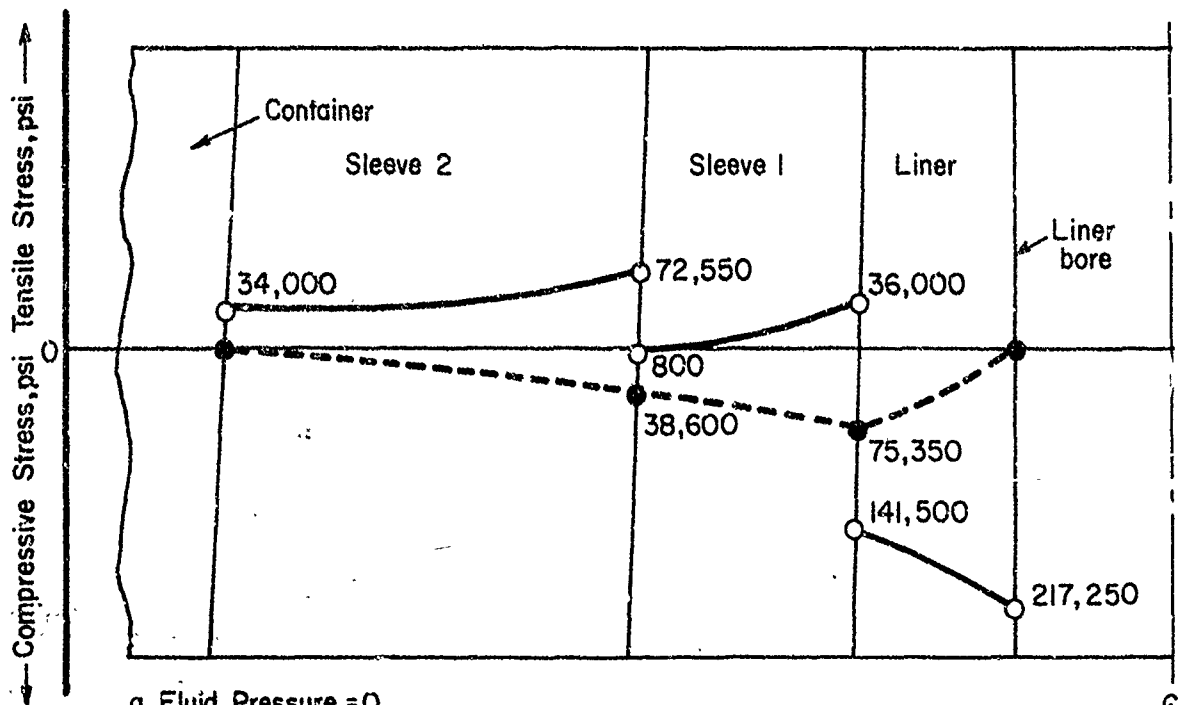 Compressive Stress, psi Tensile Stress, psi
Container
Sleeve 2
Sleeve 1
Liner
Liner
bore
34,000
72,550
36,000
0
800
38,600
75,350
141,500
217,250
a. Fluid Pressure = 0